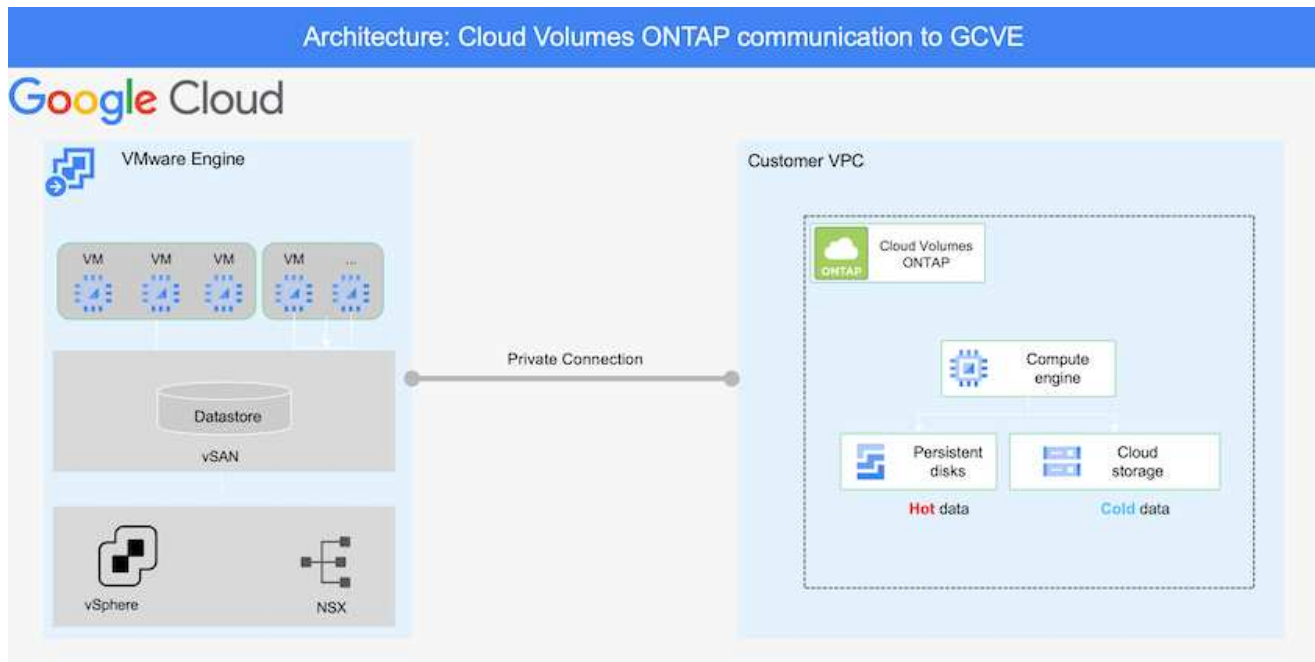 Architecture: Cloud Volumes ONTAP communication to GCVE
Google Cloud
VMware Engine
VM
VM
VM
VM
...
Datastore
vSAN
vSphere
NSX
Private Connection
Customer VPC
ONTAP
Cloud Volumes
ONTAP
Compute
engine
Persistent
disks
Hot data
Cloud
storage
Cold data